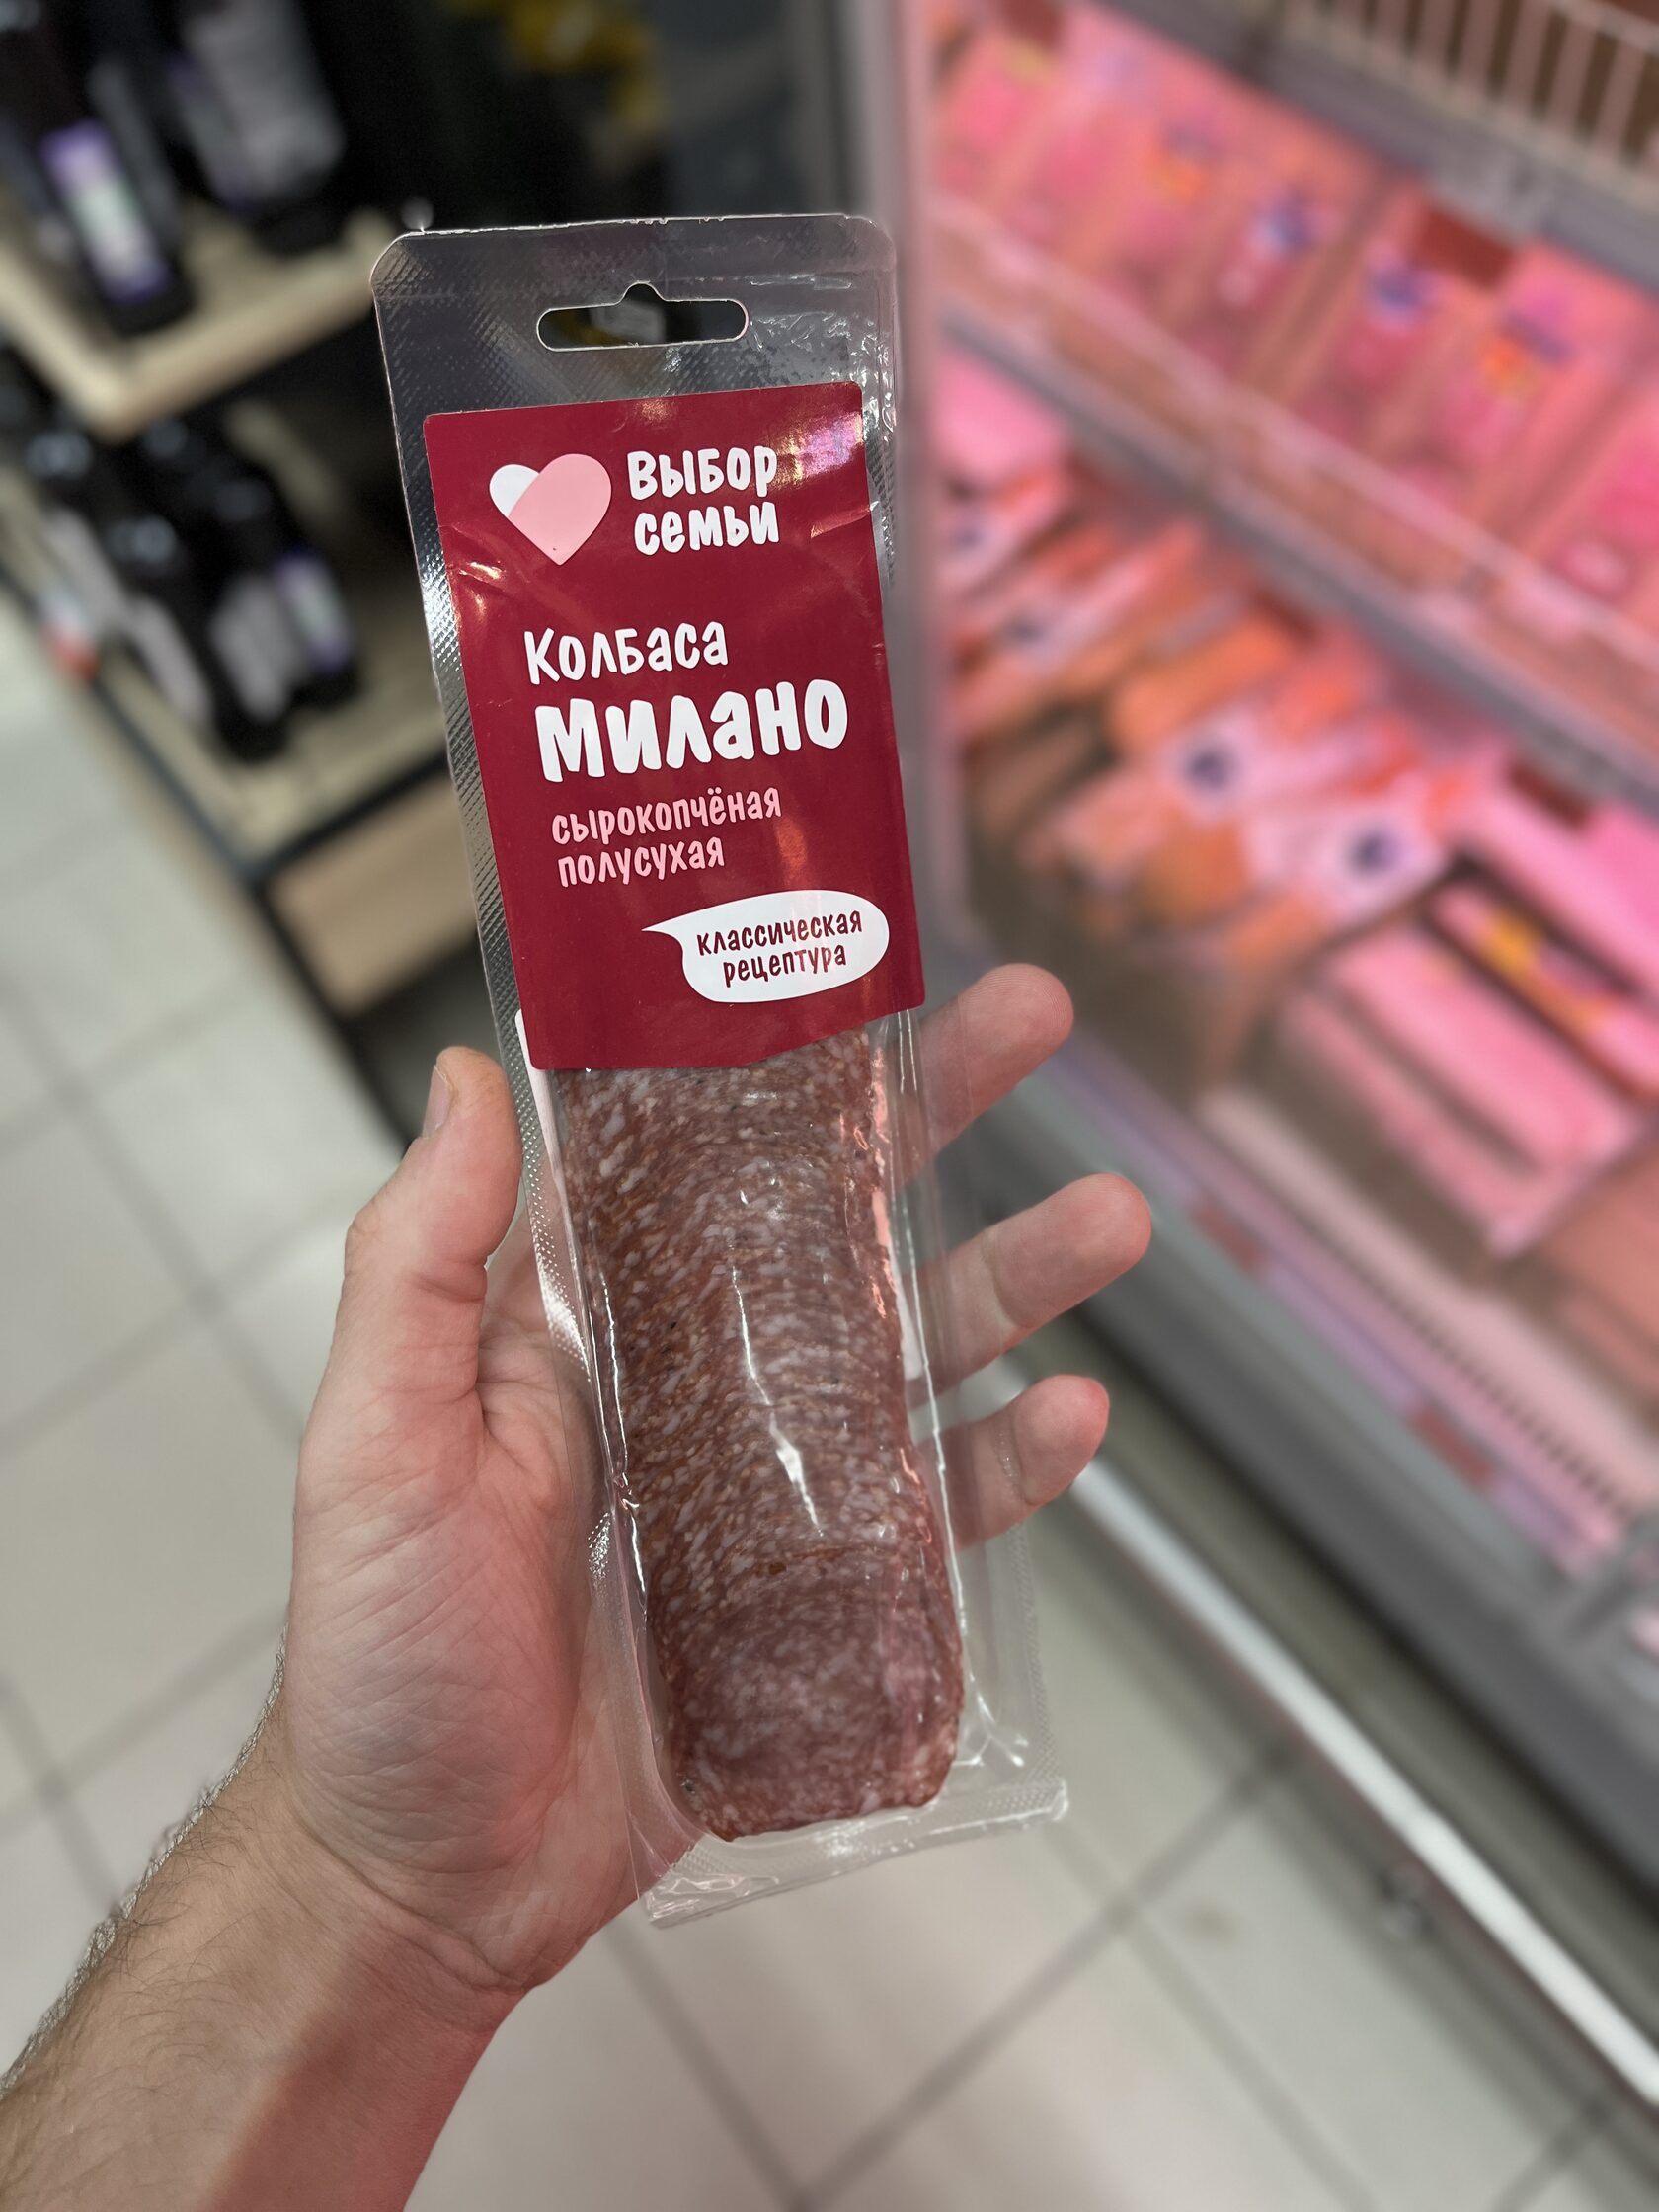 Выбор
семьи
Колбаса
Милано
сырокопчёная
полусухая
классическая
рецептура